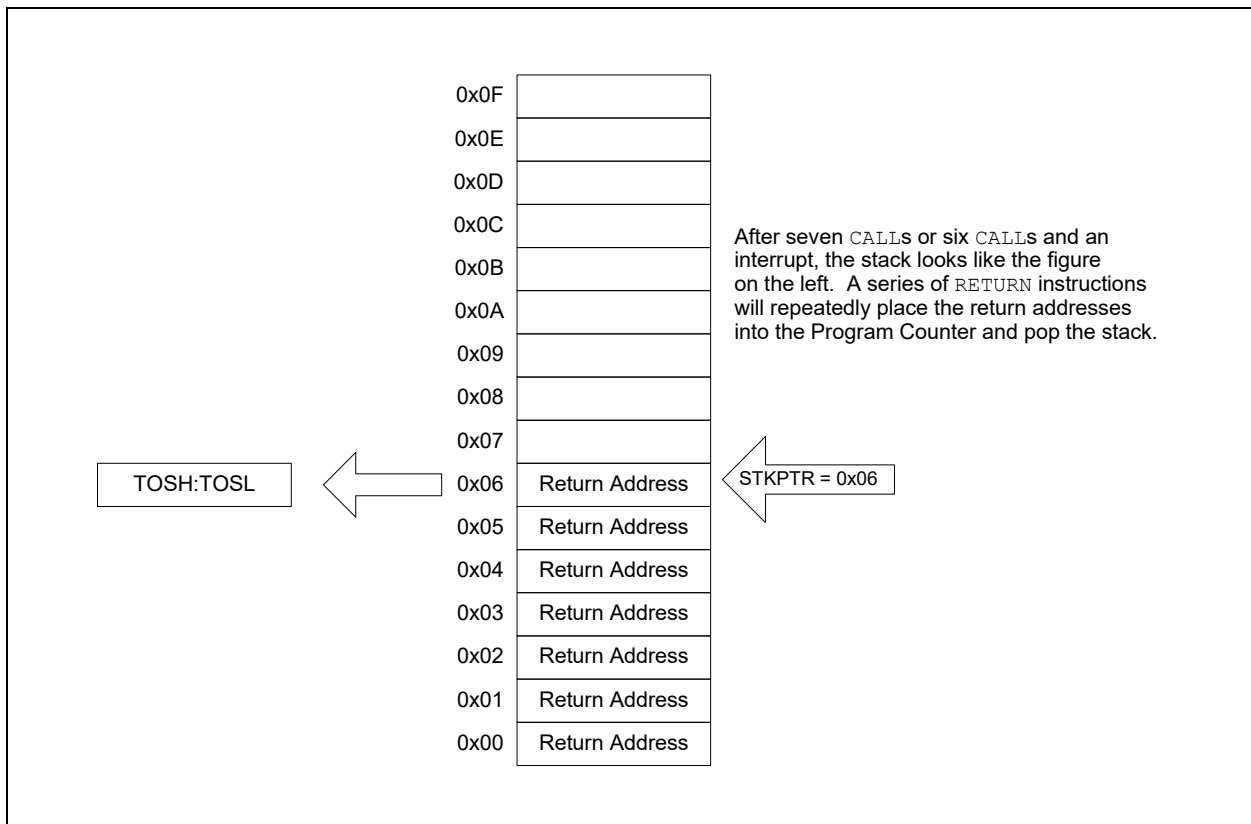 0x0F
0x0E
0x0D
0x0C
0x0B
0x0A
0x09
0x08
0x07
After seven CALLs or six CALLs and an
interrupt, the stack looks like the figure
on the left. A series of RETURN instructions
will repeatedly place the return addresses
into the Program Counter and pop the stack.
TOSH:TOSL
0x06 Return Address
STKPTR = 0x06
0x05 Return Address
0x04 Return Address
0x03 Return Address
0x02 Return Address
0x01 Return Address
0x00 Return Address